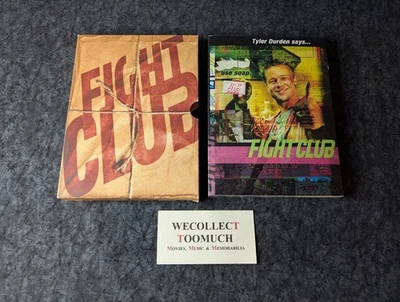 FIGHT
CLUB
Tyler Durden says...
use soap.
FIGHT CLUB
WECOLLECT
TOOMUCH
MOVIES, MUSIC & MEMORABILIA